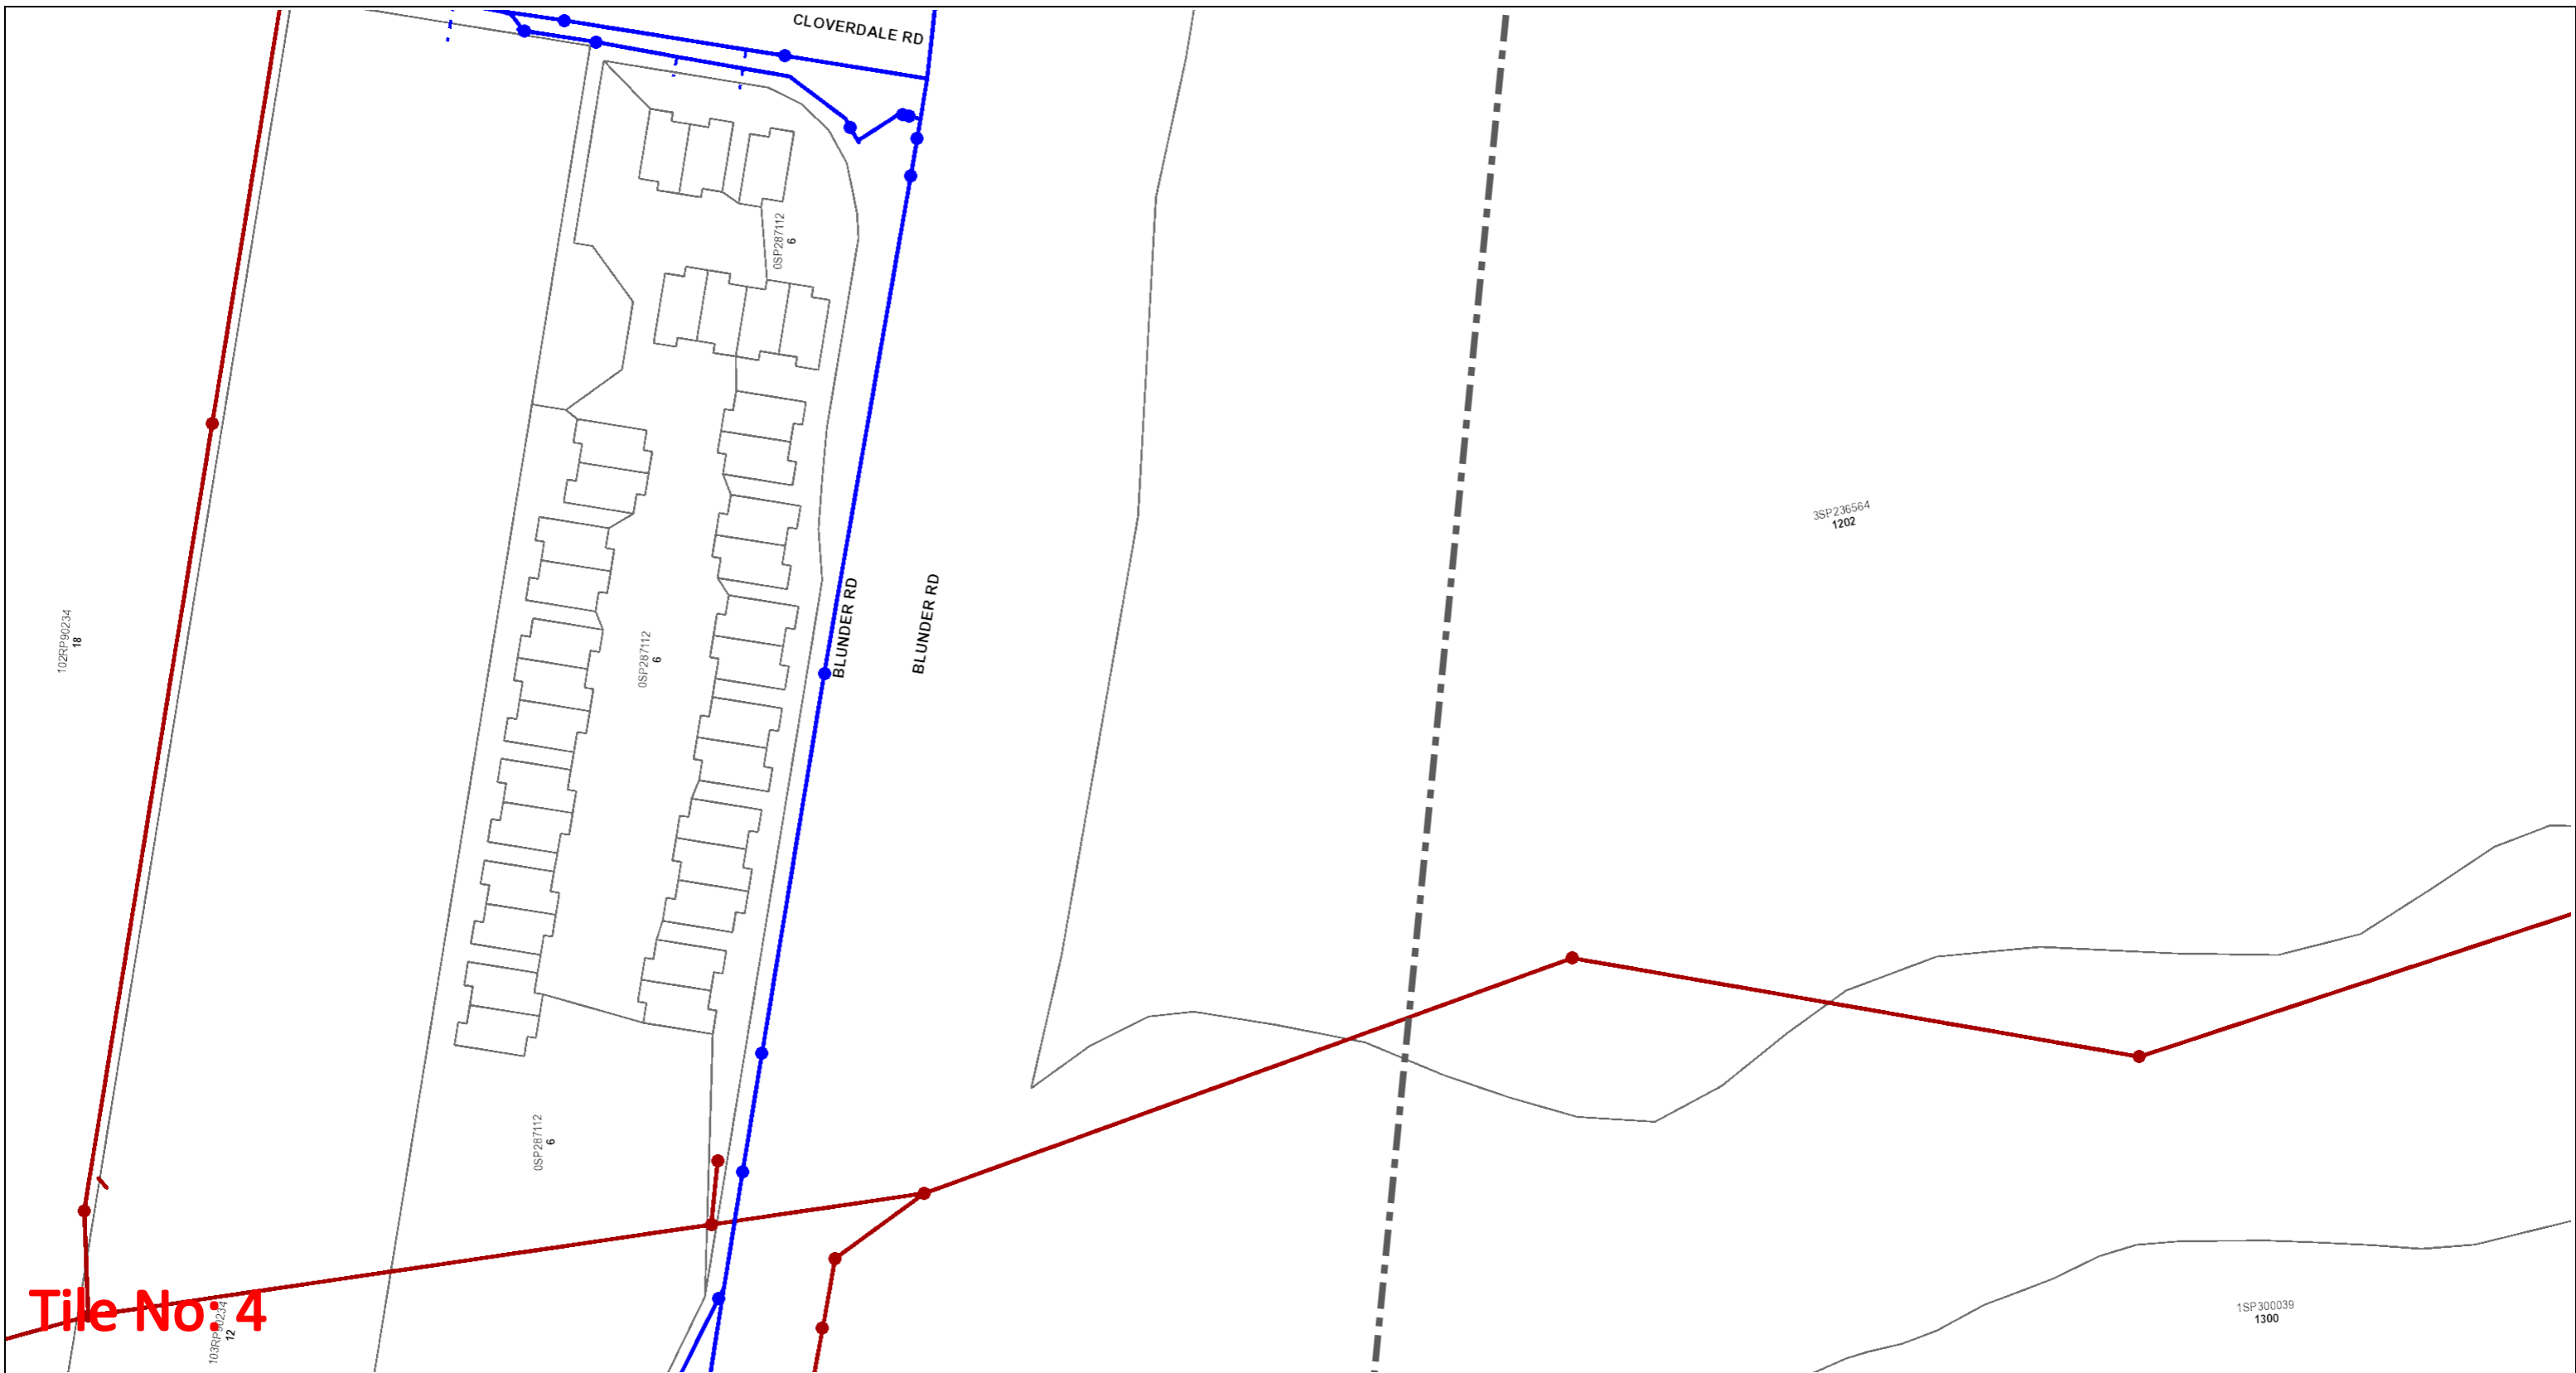 CLOVERDALE RD
0SP287112
6
3SP236564
1202
BLUNDER RD
BLUNDER RD
102RP90234
18
0SP287112
6
0SP287112
6
Tile No: 4
103RP90234
12
1SP300039
1300